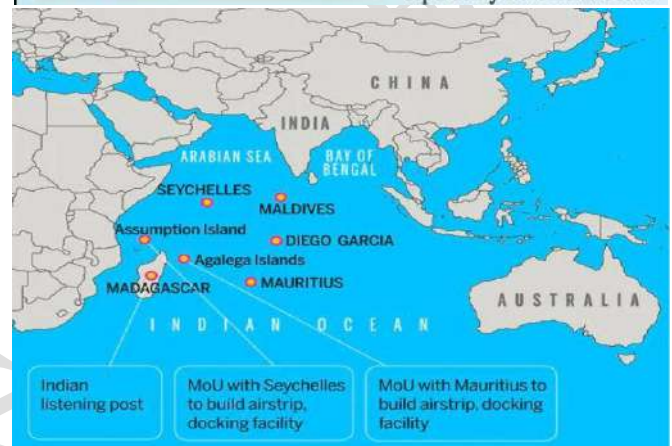 CHINA
INDIA
ARABIAN SEA
BAY OF
BENGAL
SEYCHELLES
MALDIVES
Assumption Island
DIEGO GARCIA
Agalega Islands
MADAGASCAR
MAURITIUS
AUSTRALIA
INDIAN OCEAN
Indian
listening post
MoU with Seychelles
to build airstrip,
docking facility
MoU with Mauritius to
build airstrip, docking
facility